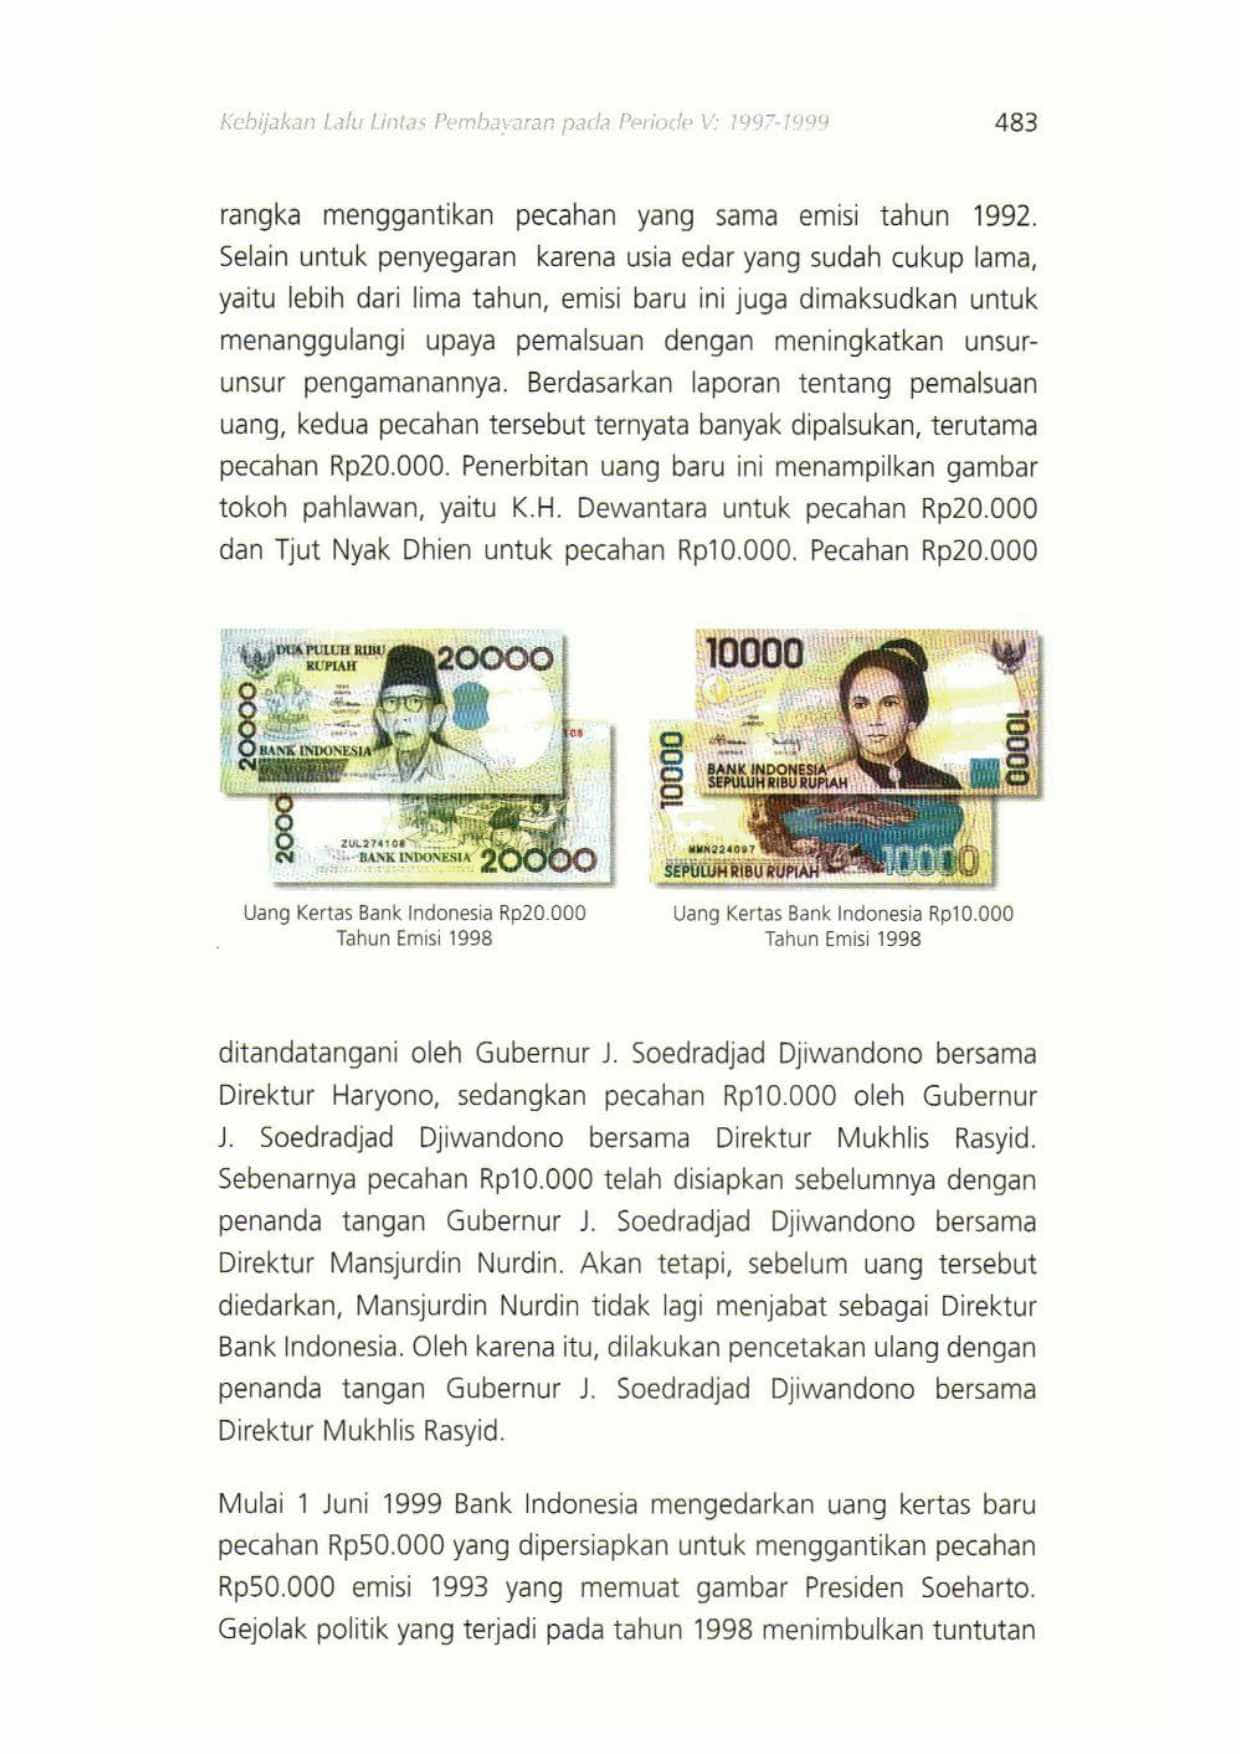 Kebijakan Lalu Lintas Pembayaran pada Periode V: 1997-1999 483
rangka menggantikan pecahan yang sama emisi tahun 1992.
Selain untuk penyegaran karena usia edar yang sudah cukup lama,
yaitu lebih dari lima tahun, emisi baru ini juga dimaksudkan untuk
menanggulangi upaya pemalsuan dengan meningkatkan unsur-
unsur pengamanannya. Berdasarkan laporan tentang pemalsuan
uang, kedua pecahan tersebut ternyata banyak dipalsukan, terutama
pecahan Rp20.000. Penerbitan uang baru ini menampilkan gambar
tokoh pahlawan, yaitu K.H. Dewantara untuk pecahan Rp20.000
dan Tjut Nyak Dhien untuk pecahan Rp10.000. Pecahan Rp20.000
DUA PULUH RIBU
RUPIAH
20000
20000
BANK INDONESIA
2000
ZUL274108
BANK INDONESIA 20000
10000
10000
BANK INDONESIA
SEPULUH RIBU RUPIAH
10000
MMN224097
10000
SEPULUH RIBU RUPIAH
Uang Kertas Bank Indonesia Rp20.000
Tahun Emisi 1998
Uang Kertas Bank Indonesia Rp10.000
Tahun Emisi 1998
ditandatangani oleh Gubernur J. Soedradjad Djiwandono bersama
Direktur Haryono, sedangkan pecahan Rp10.000 oleh Gubernur
J. Soedradjad Djiwandono bersama Direktur Mukhlis Rasyid.
Sebenarnya pecahan Rp10.000 telah disiapkan sebelumnya dengan
penanda tangan Gubernur J. Soedradjad Djiwandono bersama
Direktur Mansjurdin Nurdin. Akan tetapi, sebelum uang tersebut
diedarkan, Mansjurdin Nurdin tidak lagi menjabat sebagai Direktur
Bank Indonesia. Oleh karena itu, dilakukan pencetakan ulang dengan
penanda tangan Gubernur J. Soedradjad Djiwandono bersama
Direktur Mukhlis Rasyid.
Mulai 1 Juni 1999 Bank Indonesia mengedarkan uang kertas baru
pecahan Rp50.000 yang dipersiapkan untuk menggantikan pecahan
Rp50.000 emisi 1993 yang memuat gambar Presiden Soeharto.
Gejolak politik yang terjadi pada tahun 1998 menimbulkan tuntutan